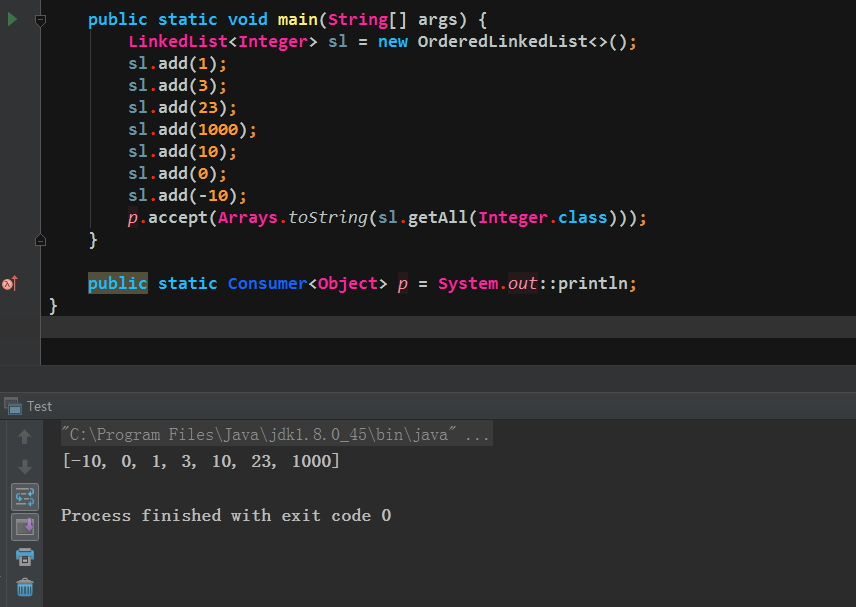 public static void main(String[] args) {
LinkedList<Integer> sl = new OrderedLinkedList<>();
sl.add(1);
sl.add(3);
sl.add(23);
sl.add(1000);
sl.add(10);
sl.add(0);
sl.add(-10);
p.accept(Arrays.toString(sl.getAll(Integer.class)));
}
public static Consumer<Object> p = System.out::println;
}
Test
"C:\Program Files\Java\jdk1.8.0_45\bin\java" ...
[-10, 0, 1, 3, 10, 23, 1000]
Process finished with exit code 0